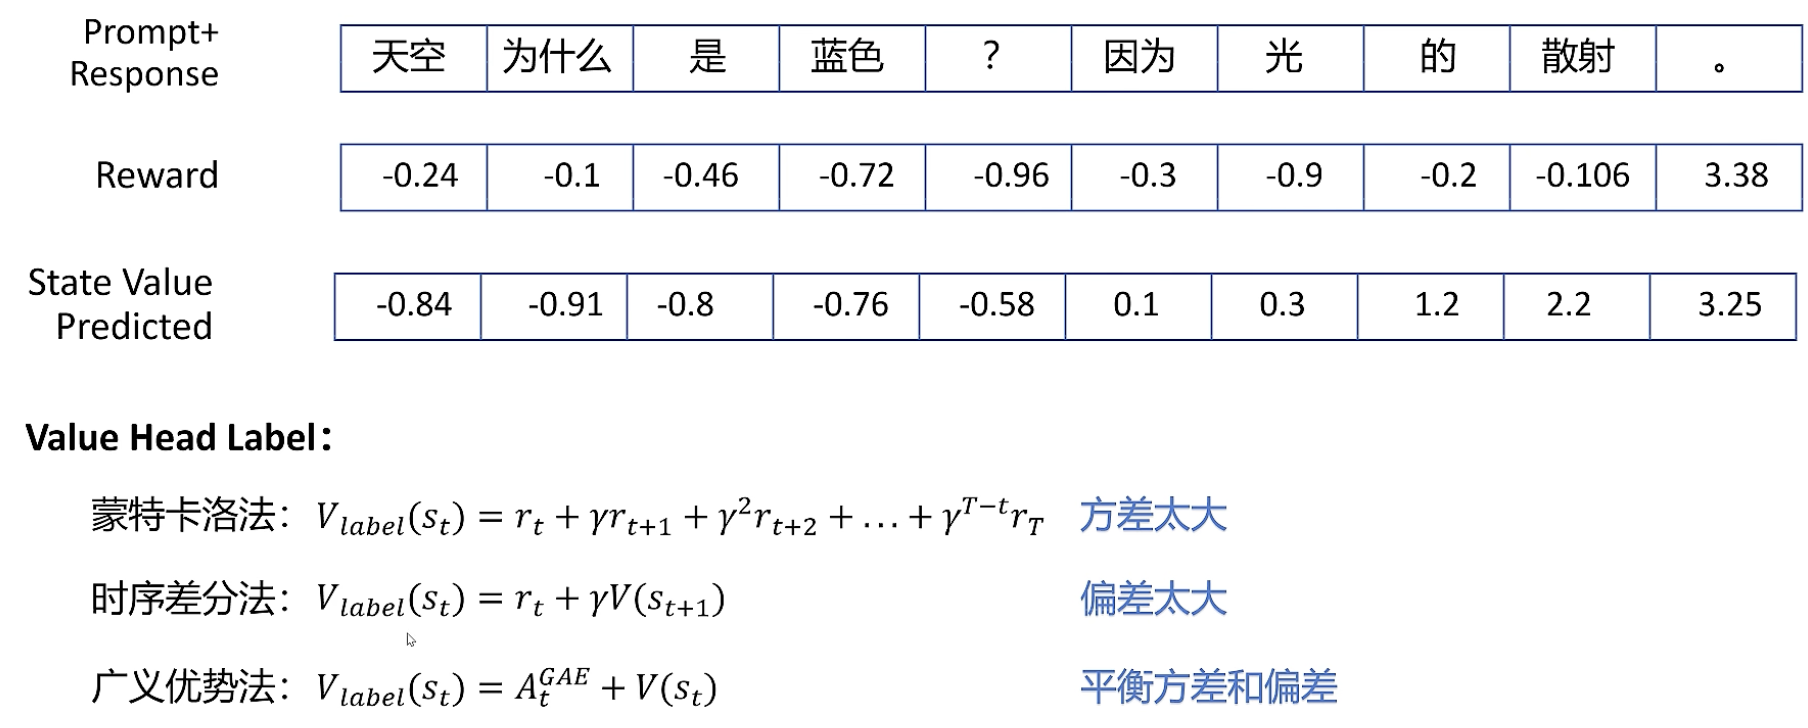 Prompt+
Response
天空 为什么 是 蓝色 ？ 因为 光 的 散射 。
Reward -0.24 -0.1 -0.46 -0.72 -0.96 -0.3 -0.9 -0.2 -0.106 3.38
State Value
Predicted
-0.84 -0.91 -0.8 -0.76 -0.58 0.1 0.3 1.2 2.2 3.25
Value Head Label：
蒙特卡洛法：V_{label}(s_t) = r_t + γr_{t+1} + γ^2 r_{t+2} + … + γ^{T−t} r_T 方差太大
时序差分法：V_{label}(s_t) = r_t + γV(s_{t+1}) 偏差太大
广义优势法：V_{label}(s_t) = A_t^{GAE} + V(s_t) 平衡方差和偏差